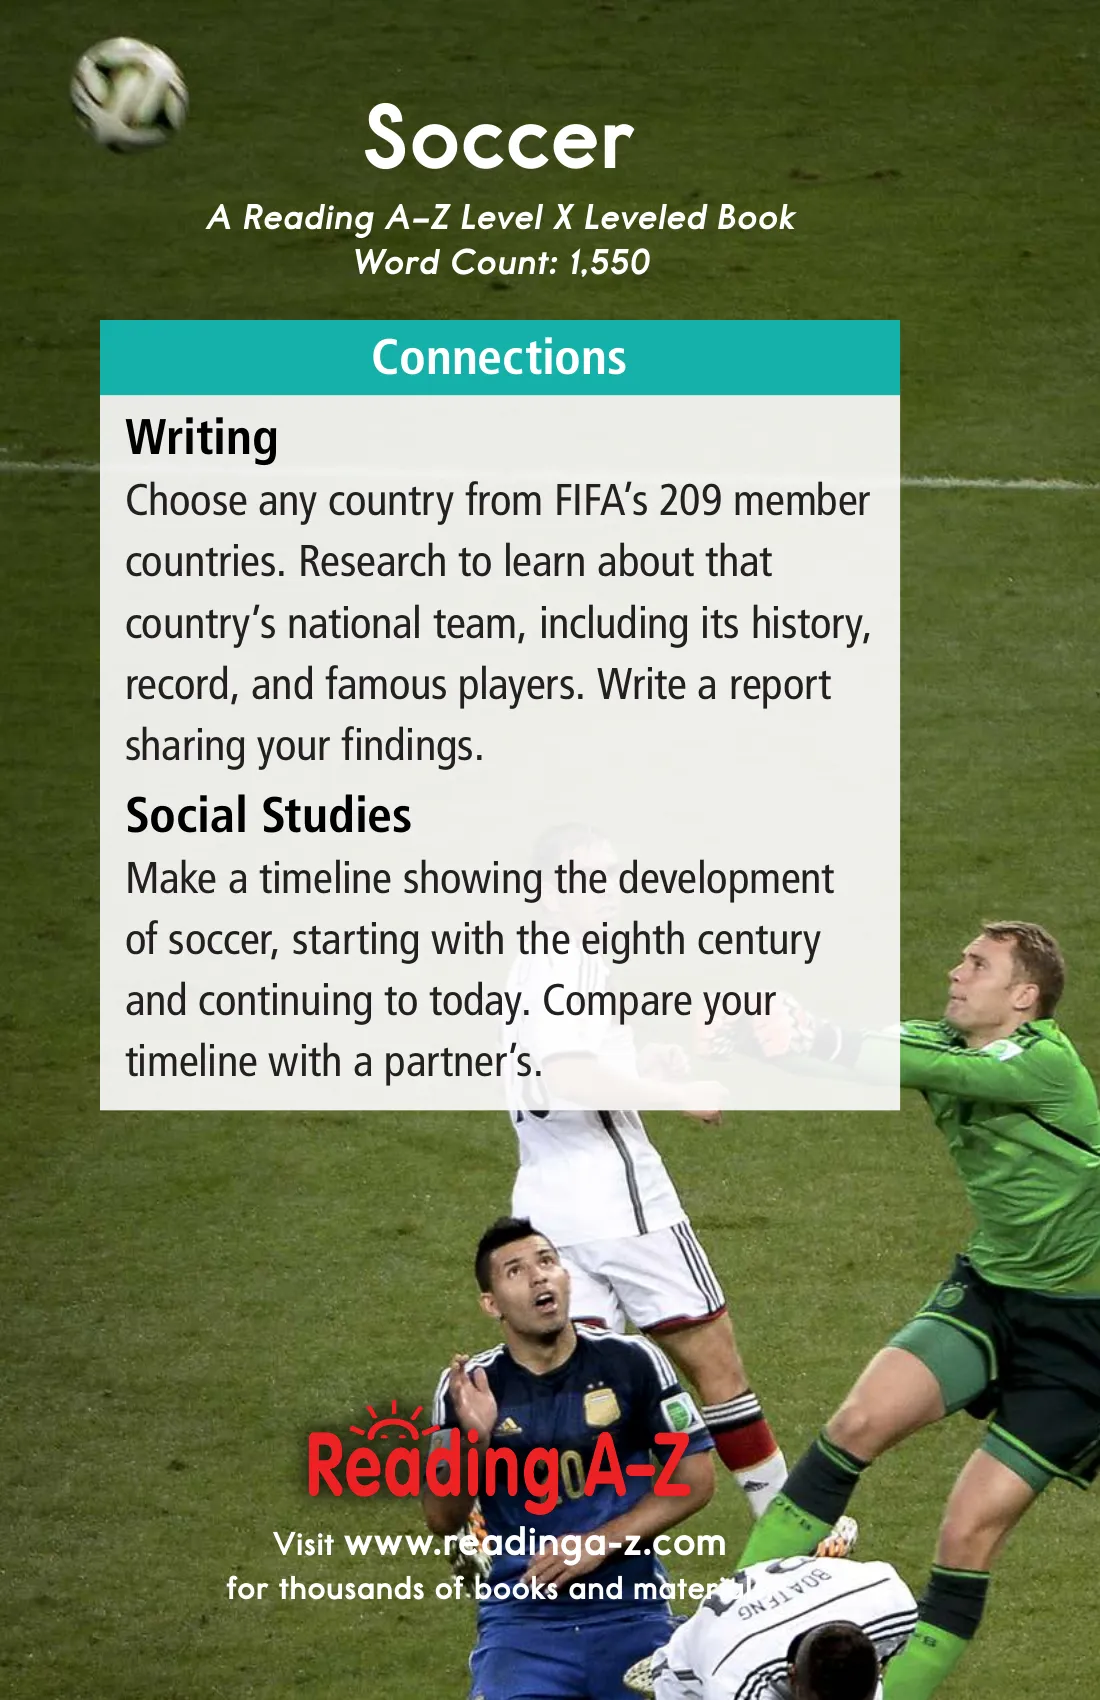 Soccer
A Reading A–Z Level X Leveled Book
Word Count: 1,550
Connections
Writing
Choose any country from FIFA’s 209 member
countries. Research to learn about that
country’s national team, including its history,
record, and famous players. Write a report
sharing your findings.
Social Studies
Make a timeline showing the development
of soccer, starting with the eighth century
and continuing to today. Compare your
timeline with a partner’s.
Reading A–Z
Visit www.readinga-z.com
for thousands of books and materials.
BOATENG